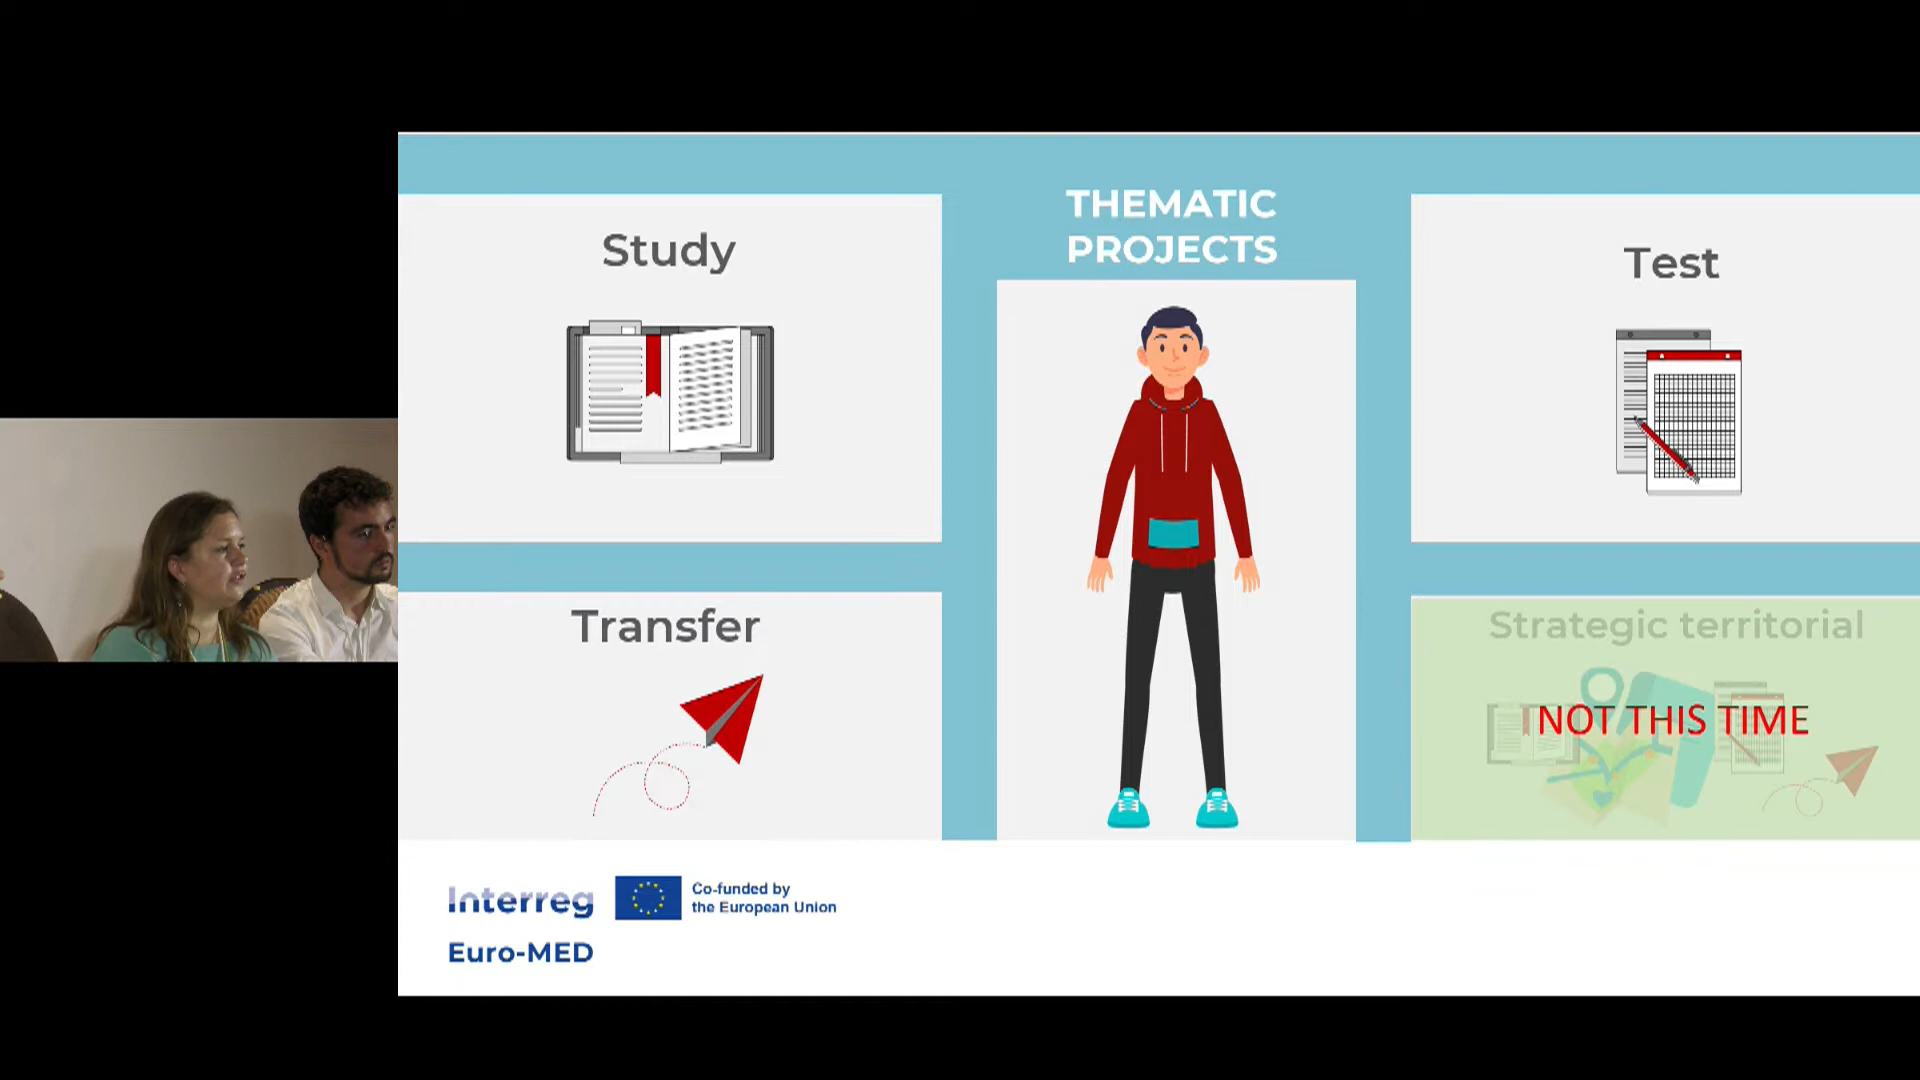 THEMATIC
PROJECTS
Study
Test
Transfer
Strategic territorial
NOT THIS TIME
Interreg
Co-funded by
the European Union
Euro-MED